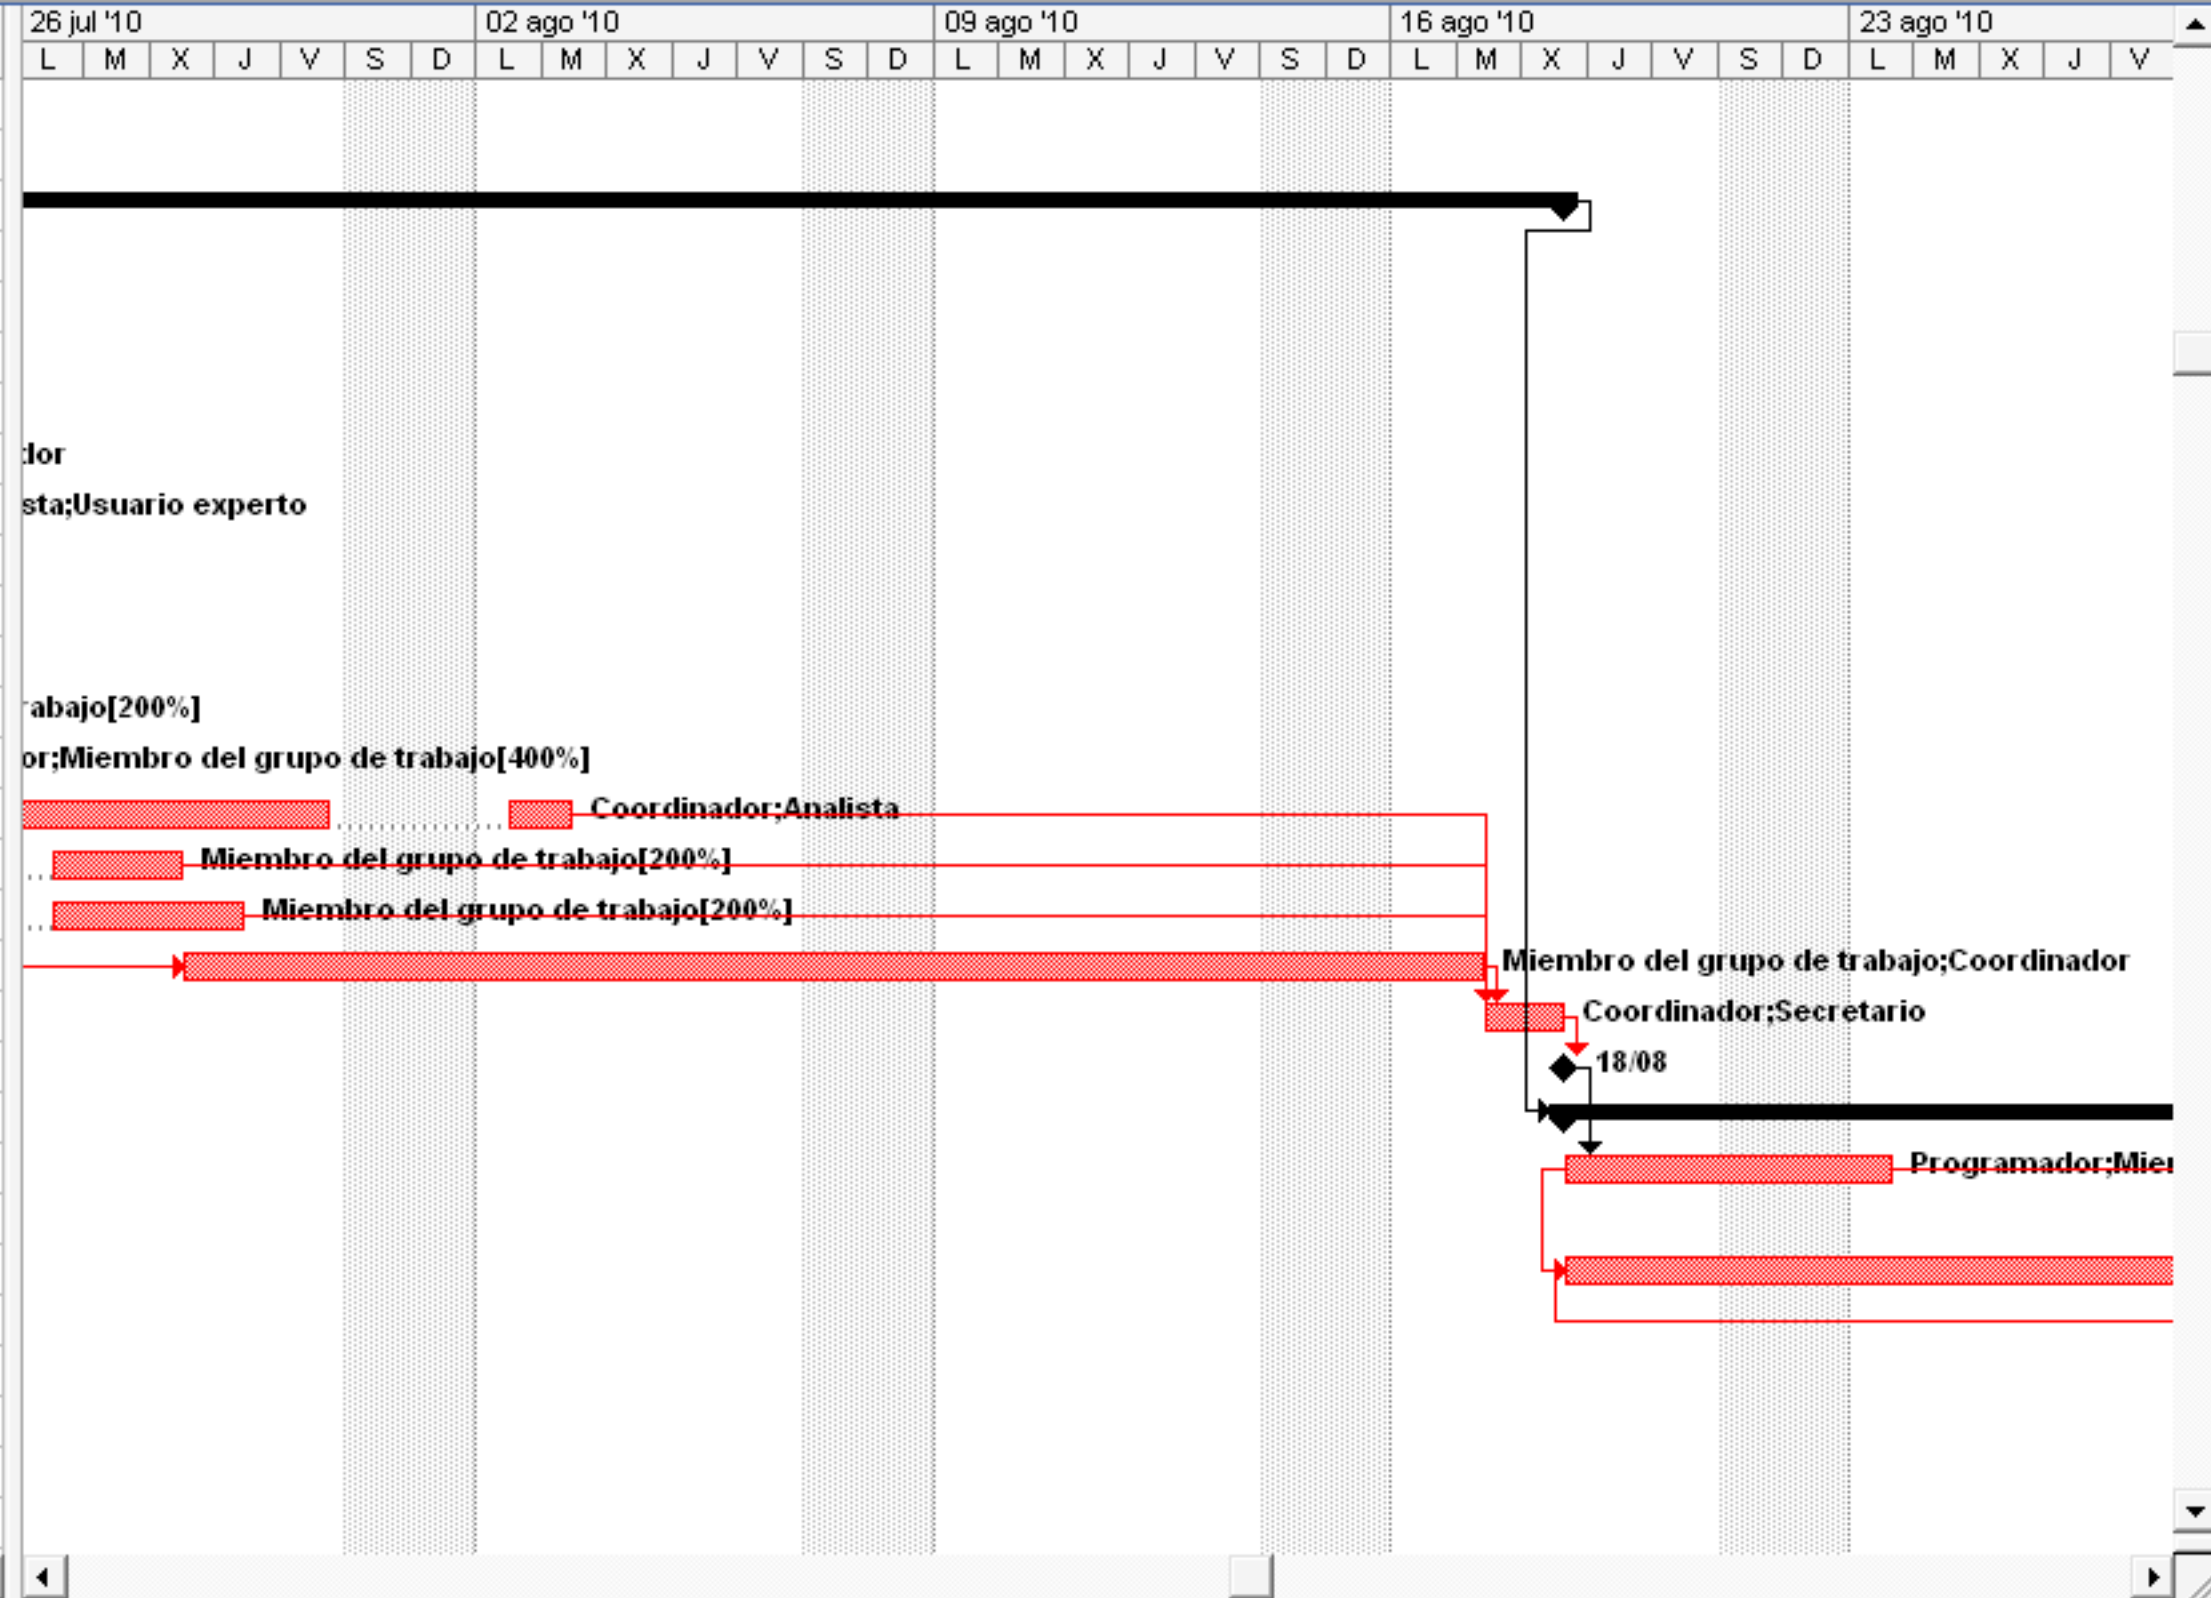 26 jul '10 02 ago '10 09 ago '10 16 ago '10 23 ago '10
L M X J V S D L M X J V S D L M X J V S D L M X J V S D L M X J V
dor
sta;Usuario experto
rabajo[200%]
or;Miembro del grupo de trabajo[400%]
Coordinador;Analista
Miembro del grupo de trabajo[200%]
Miembro del grupo de trabajo[200%]
Miembro del grupo de trabajo;Coordinador
Coordinador;Secretario
18/08
Programador;Mier